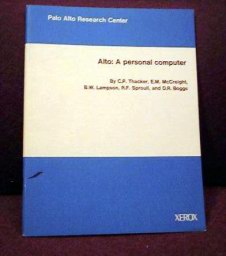 Palo Alto Research Center
Alto: A personal computer
By C.P. Thacker, E.M. McCreight,
B.W. Lampson, R.F. Sproull, and D.R. Boggs
XEROX